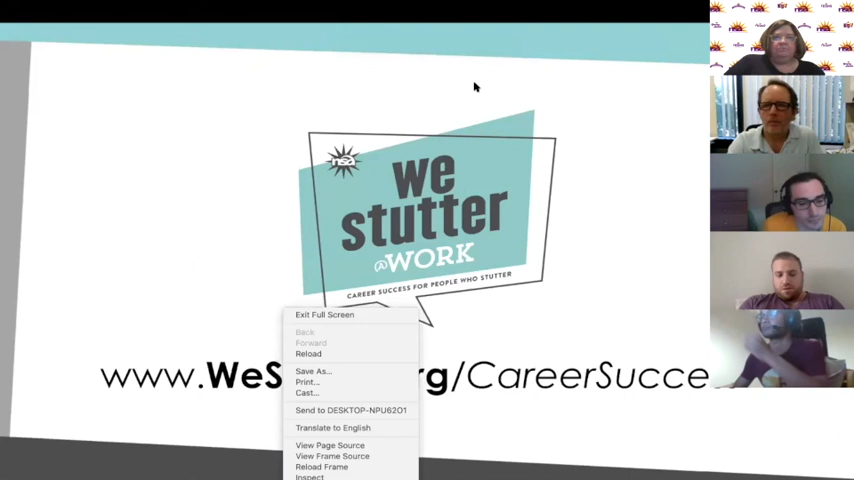 nsa
we
stutter
@WORK
CAREER SUCCESS FOR PEOPLE WHO STUTTER
www.WeS rg/CareerSucce
Exit Full Screen
Back
Forward
Reload
Save As...
Print...
Cast...
Send to DESKTOP-NPU62O1
Translate to English
View Page Source
View Frame Source
Reload Frame
Inspect